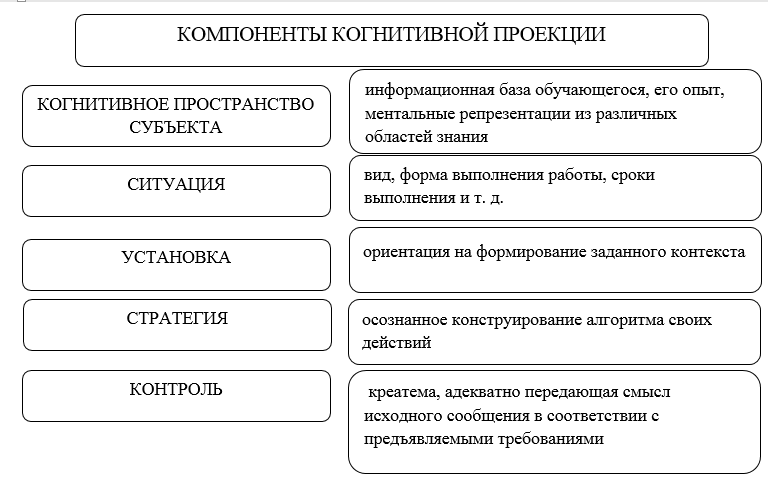 КОМПОНЕНТЫ КОГНИТИВНОЙ ПРОЕКЦИИ
КОГНИТИВНОЕ ПРОСТРАНСТВО
СУБЪЕКТА
информационная база обучающегося, его опыт,
ментальные репрезентации из различных
областей знания
СИТУАЦИЯ
вид, форма выполнения работы, сроки
выполнения и т. д.
УСТАНОВКА
ориентация на формирование заданного контекста
СТРАТЕГИЯ
осознанное конструирование алгоритма своих
действий
КОНТРОЛЬ
креатема, адекватно передающая смысл
исходного сообщения в соответствии с
предъявляемыми требованиями